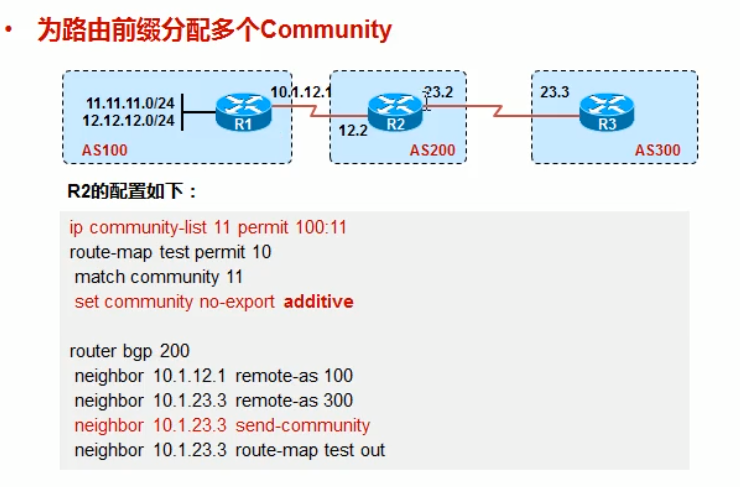 • 为路由前缀分配多个Community
11.11.11.0/24
12.12.12.0/24
AS100
R1
10.1.12.1
12.2
R2
23.2
AS200
23.3
R3
AS300
R2的配置如下：
ip community-list 11 permit 100:11
route-map test permit 10
match community 11
set community no-export additive
router bgp 200
neighbor 10.1.12.1 remote-as 100
neighbor 10.1.23.3 remote-as 300
neighbor 10.1.23.3 send-community
neighbor 10.1.23.3 route-map test out